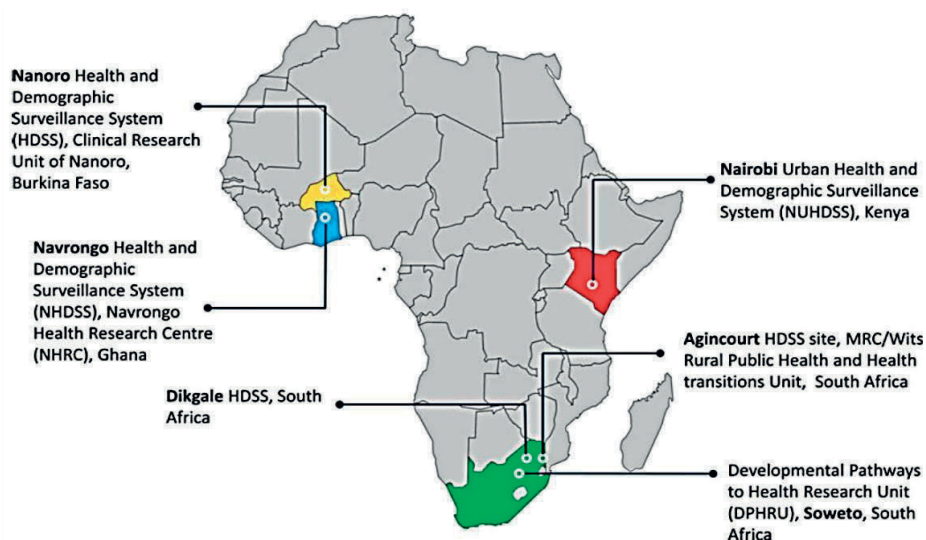 Nanoro Health and
Demographic
Surveillance System
(HDSS), Clinical Research
Unit of Nanoro,
Burkina Faso
Navrongo Health and
Demographic
Surveillance System
(NHDSS), Navrongo
Health Research Centre
(NHRC), Ghana
Dikgale HDSS, South
Africa
Nairobi Urban Health and
Demographic Surveillance
System (NUHDSS), Kenya
Agincourt HDSS site, MRC/Wits
Rural Public Health and Health
transitions Unit, South Africa
Developmental Pathways
to Health Research Unit
(DPHRU), Soweto, South
Africa